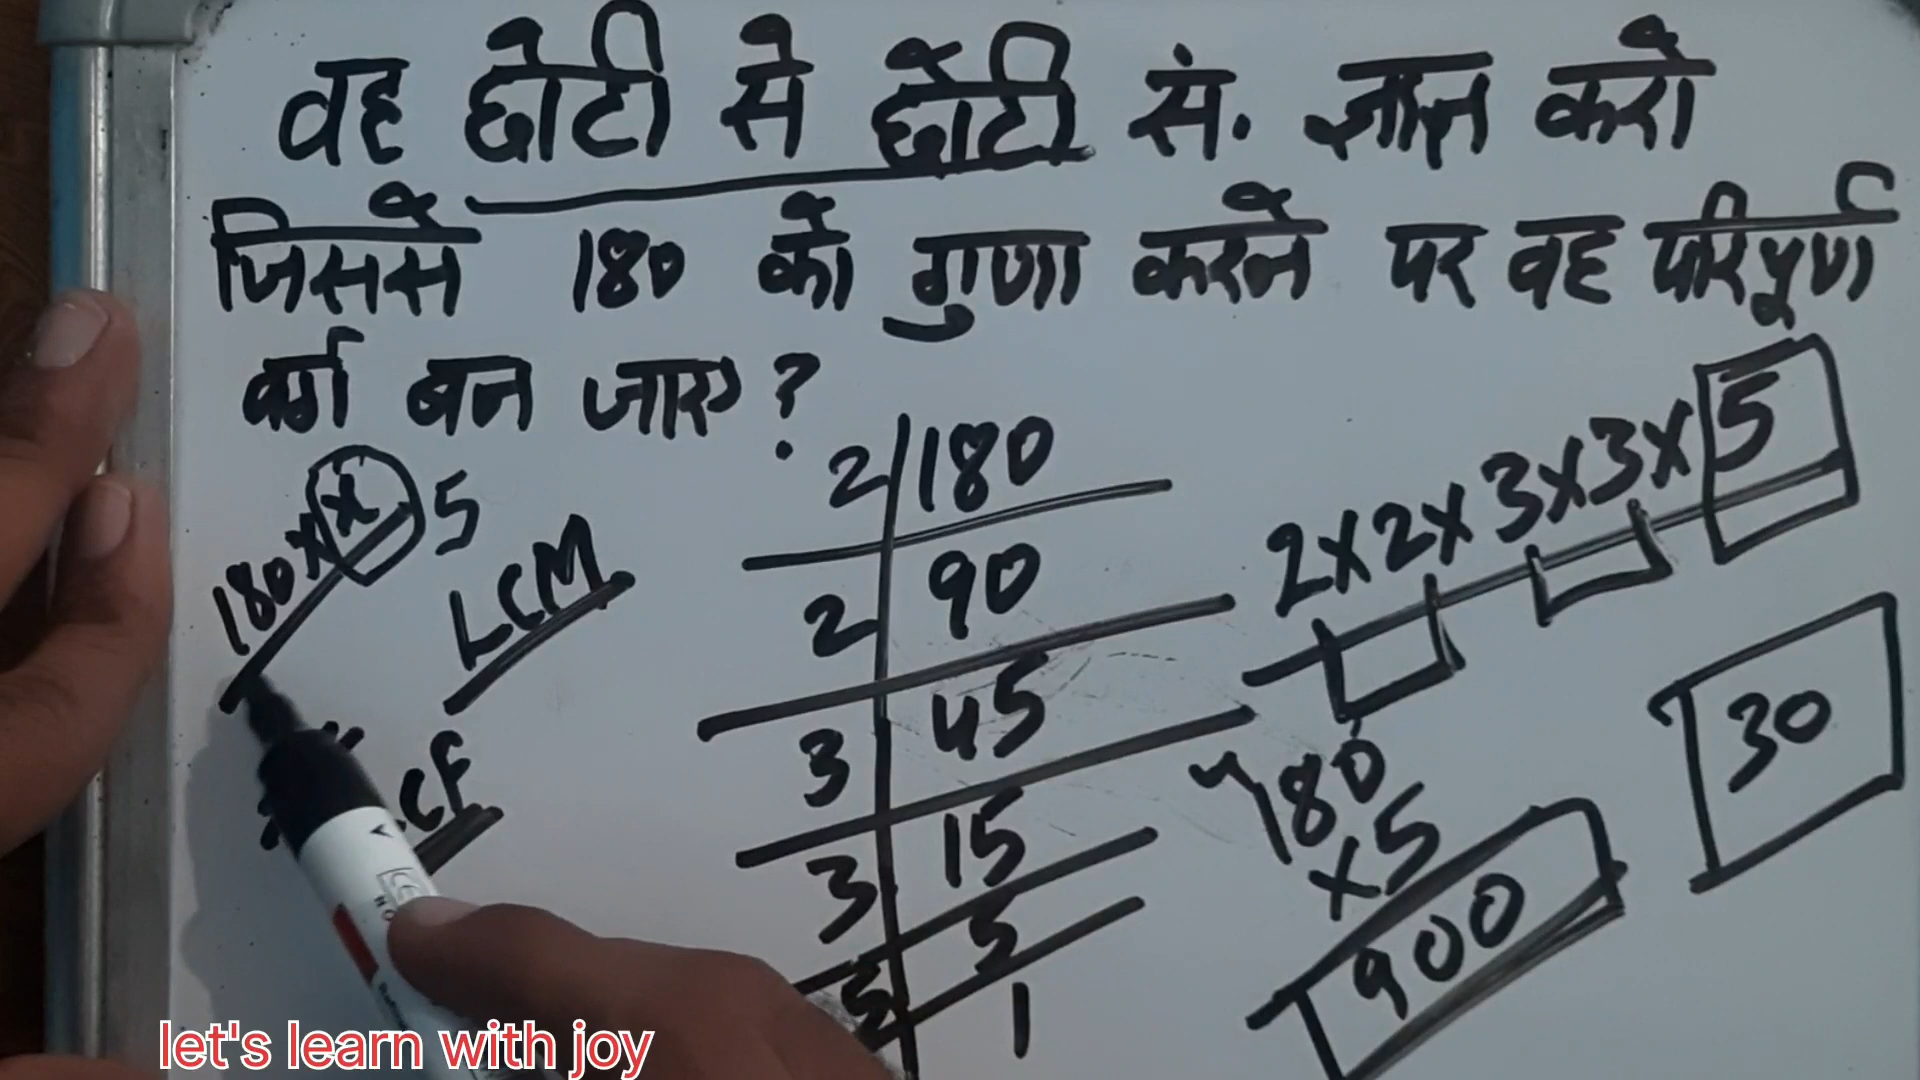 वह छोटी से छोटी सं. ज्ञात करो
जिससे 180 को गुणा करने पर वह परिपूर्ण
वर्ग बन जाए ?
180 × x 5
LCM
CF
2 180
2 90
3 45
3 15
5 5
1
2×2×3×3×5
180
×5
900
30
let's learn with joy